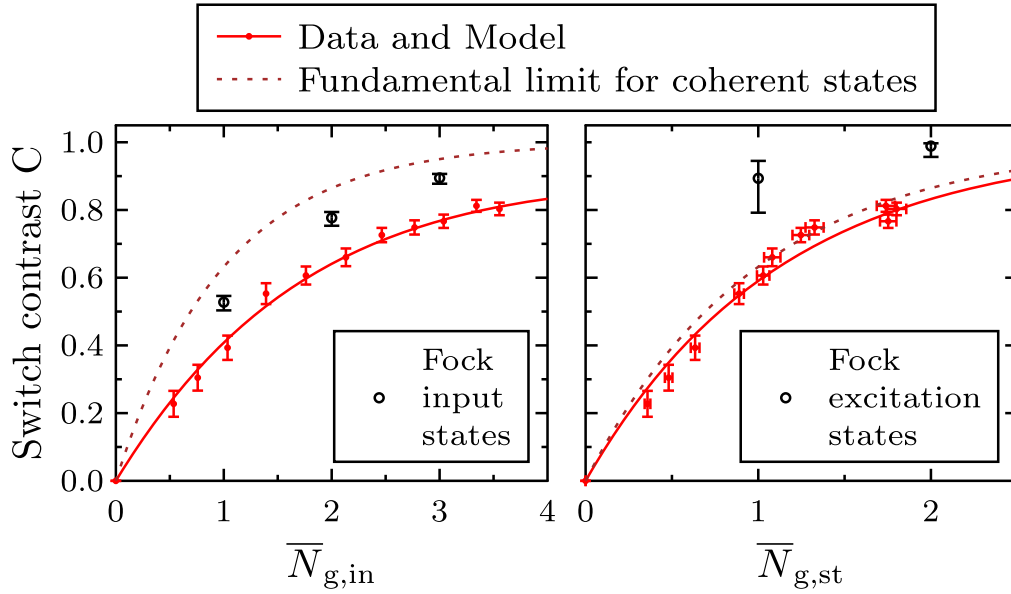 Data and Model
Fundamental limit for coherent states
Switch contrast C
1.0
0.8
0.6
0.4
0.2
0.0
0 1 2 3 4
N̅g,in
Fock
input
states
0 1 2
N̅g,st
Fock
excitation
states